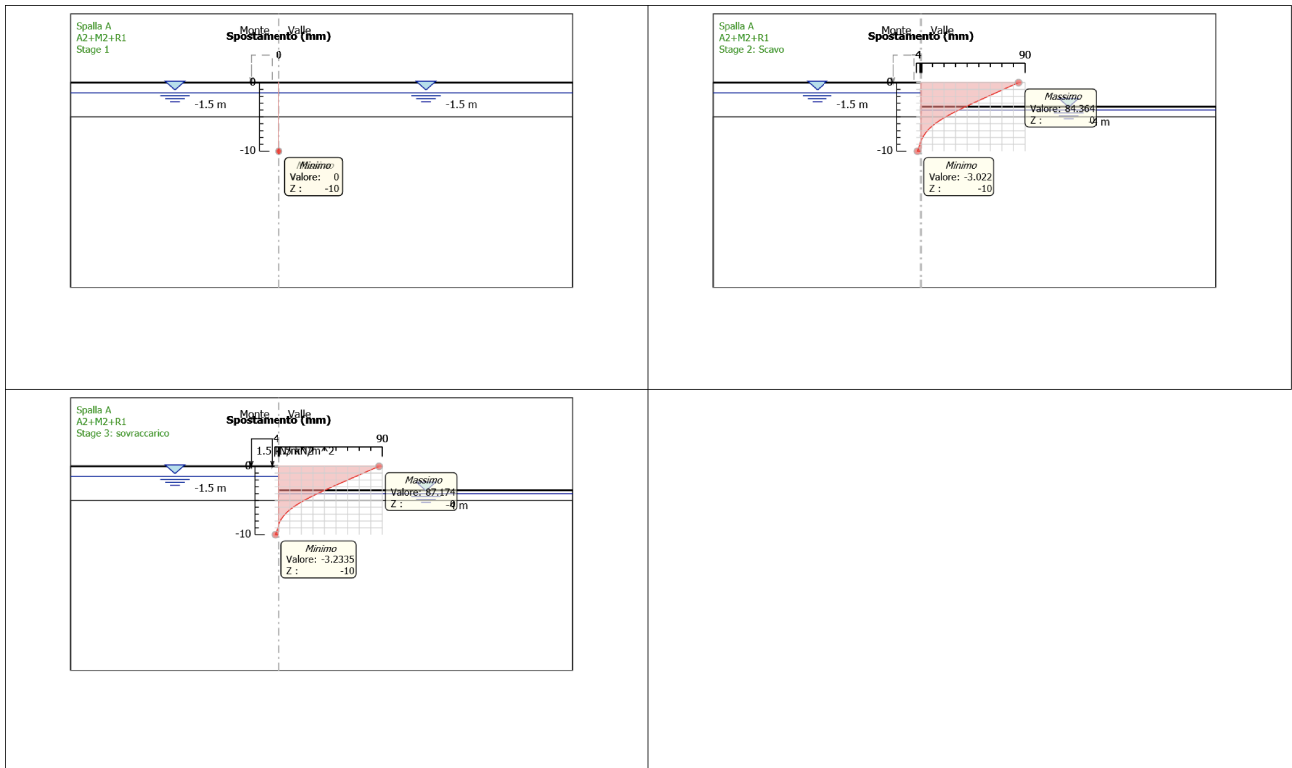 Spalla A
A2+M2+R1
Stage 1
Monte Valle
Spostamento (mm)
0
0
-1.5 m
-1.5 m
-10
Minimo
Valore: 0
Z : -10
Spalla A
A2+M2+R1
Stage 2: Scavo
Monte Valle
Spostamento (mm)
4
90
0
-1.5 m
Massimo
Valore: 84.364
Z : 0
m
-10
Minimo
Valore: -3.022
Z : -10
Spalla A
A2+M2+R1
Stage 3: sovraccarico
Monte Valle
Spostamento (mm)
4
90
1.5
0
-1.5 m
Massimo
Valore: 87.174
Z :
m
-10
Minimo
Valore: -3.2335
Z : -10